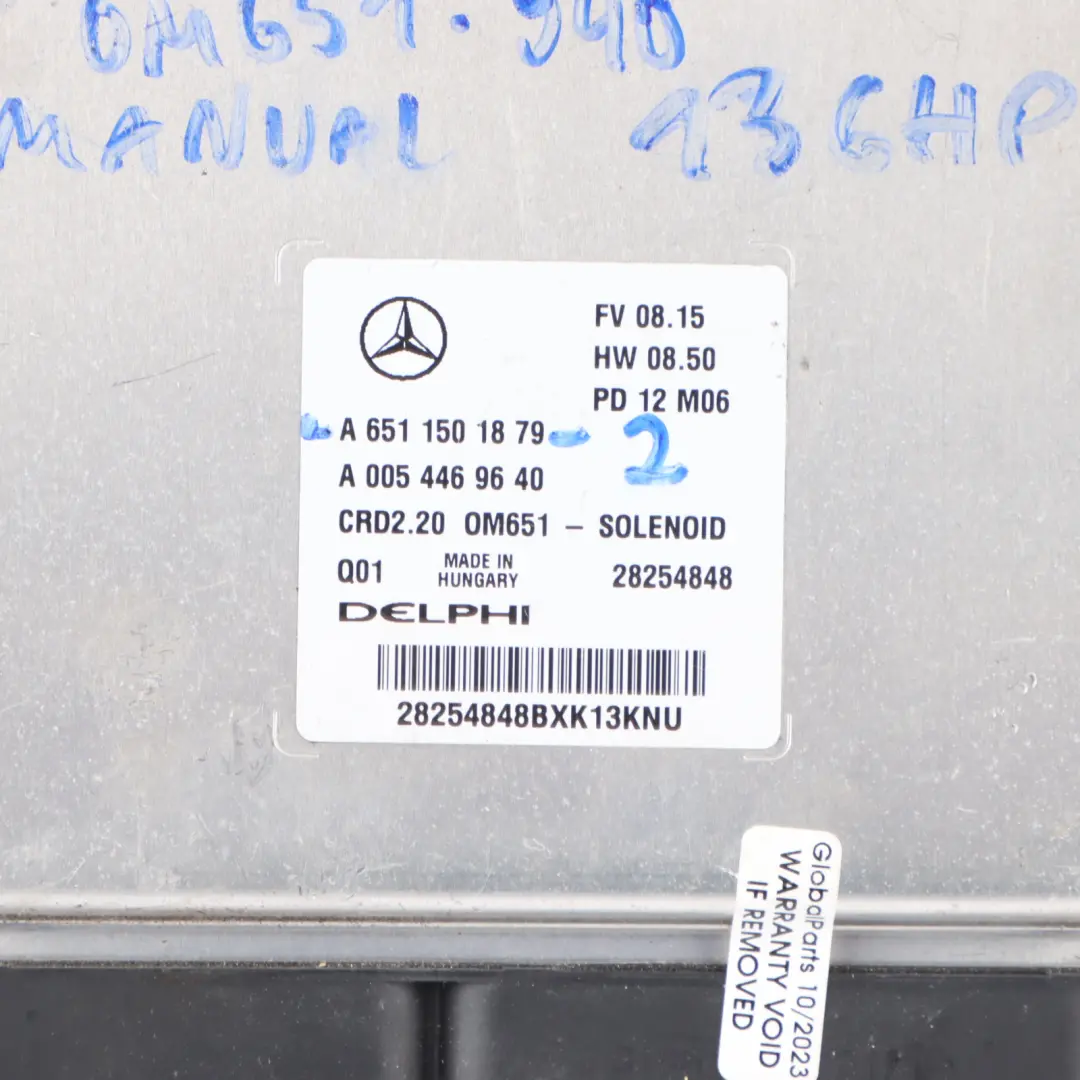 OM651.940
MANUAL 136HP
FV 08.15
HW 08.50
PD 12 M06
A 651 150 18 79 2
A 005 446 96 40
CRD2.20 OM651 – SOLENOID
Q01 MADE IN HUNGARY 28254848
DELPHI
28254848BXK13KNU
GlobalParts 10/2023
WARRANTY VOID
IF REMOVED